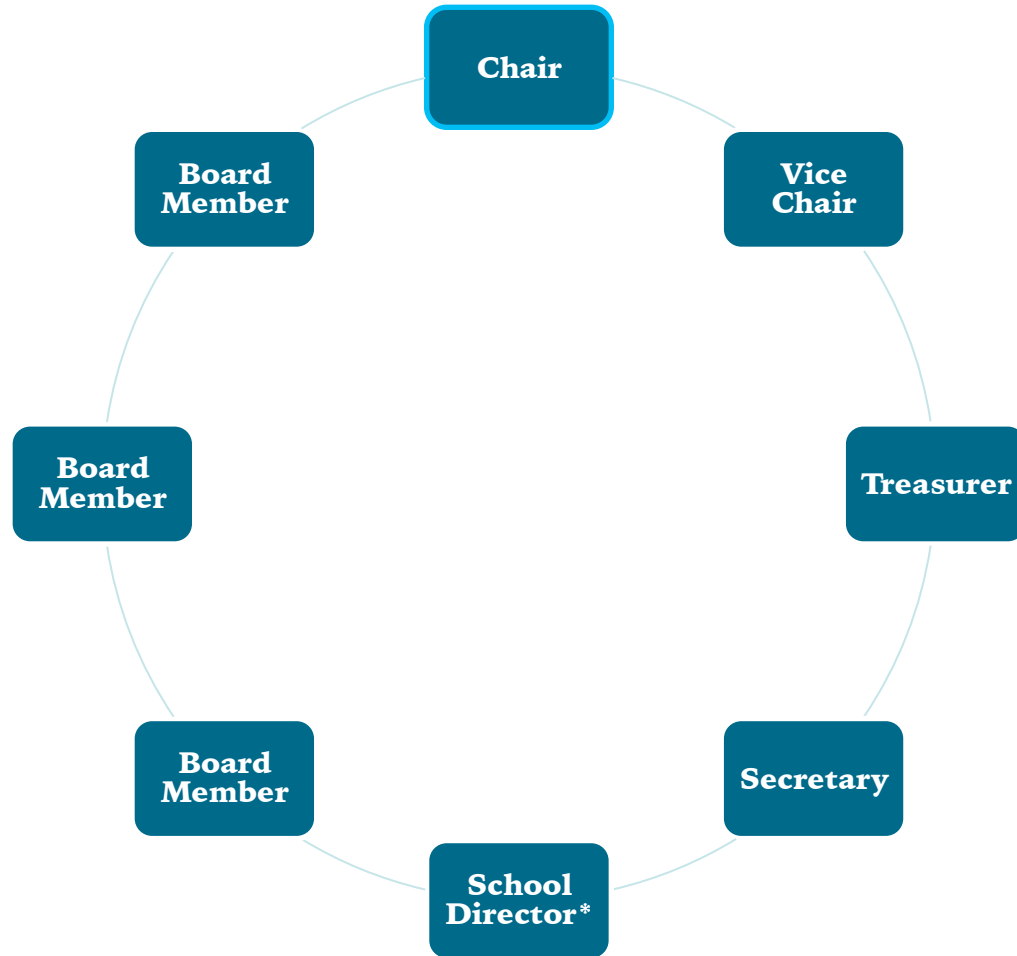 Chair
Vice
Chair
Treasurer
Secretary
School
Director*
Board
Member
Board
Member
Board
Member